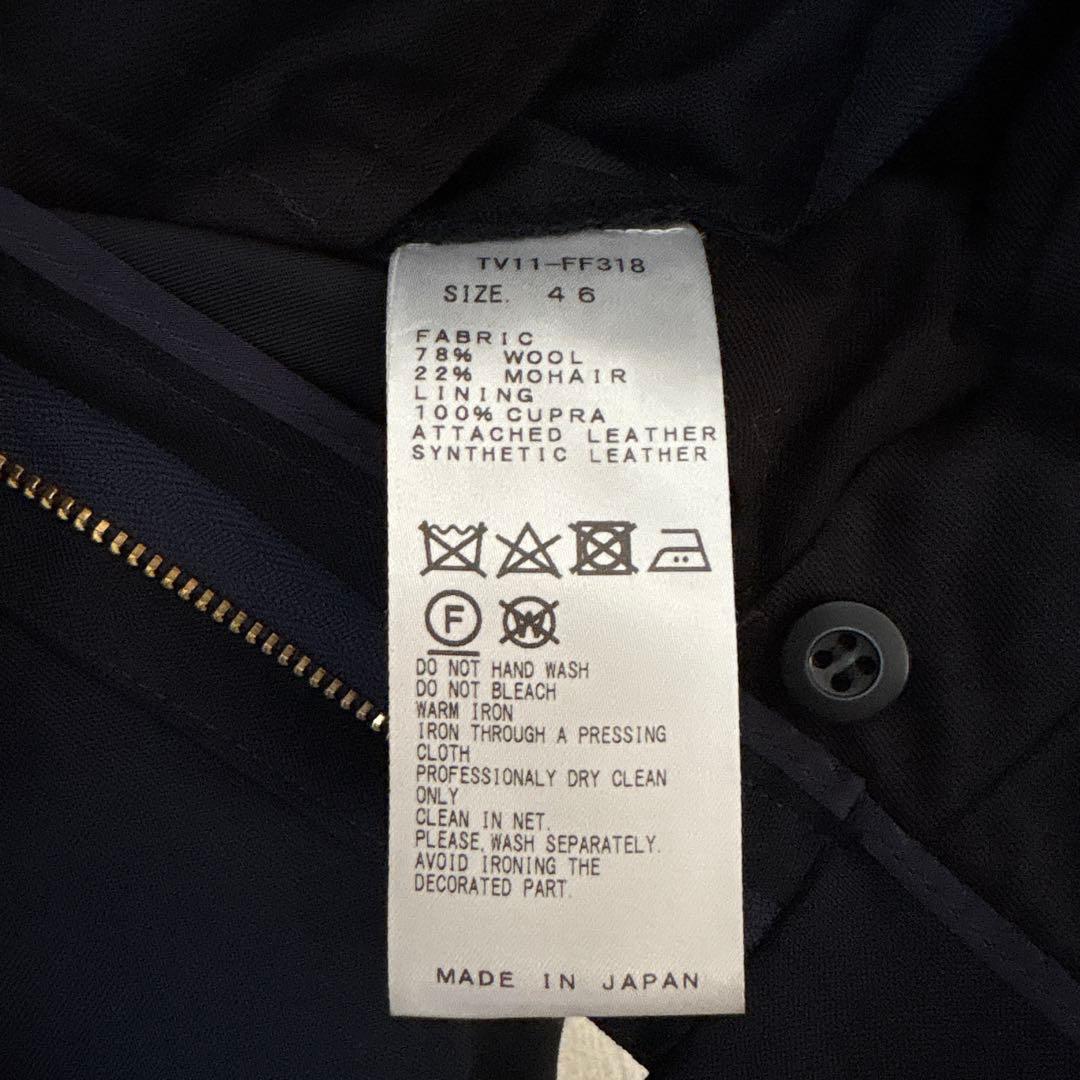 TV11-FF318
SIZE. 46
FABRIC
78% WOOL
22% MOHAIR
LINING
100% CUPRA
ATTACHED LEATHER
SYNTHETIC LEATHER
F W
DO NOT HAND WASH
DO NOT BLEACH
WARM IRON
IRON THROUGH A PRESSING
CLOTH
PROFESSIONALY DRY CLEAN
ONLY
CLEAN IN NET.
PLEASE, WASH SEPARATELY.
AVOID IRONING THE
DECORATED PART.
MADE IN JAPAN